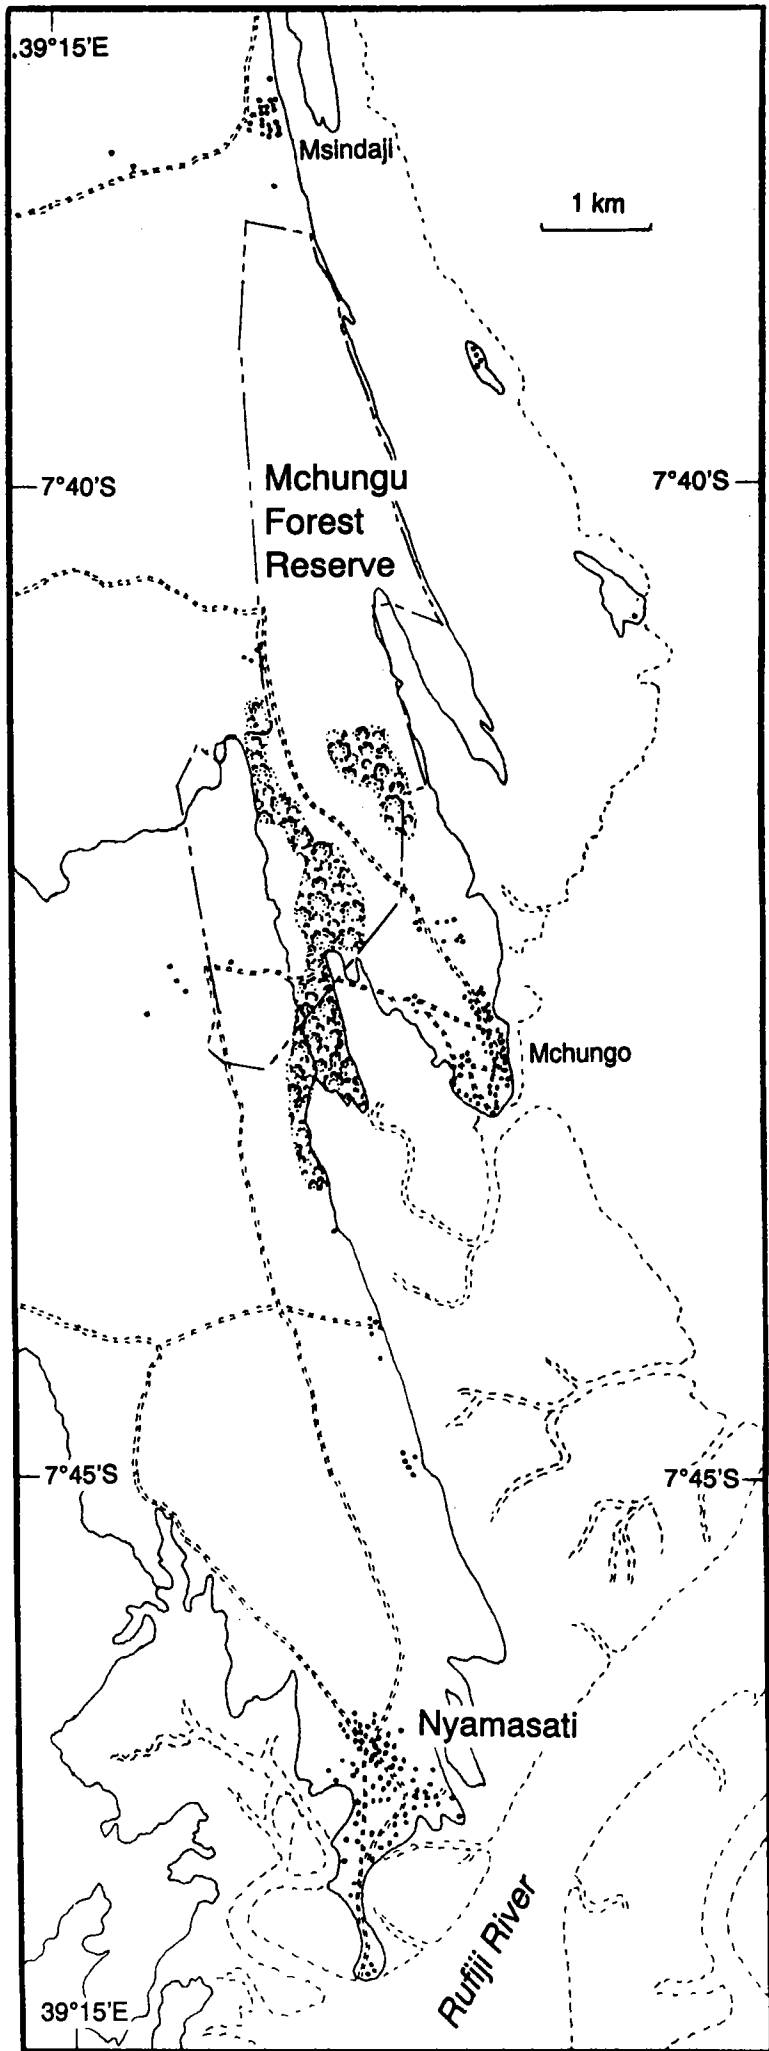 39°15'E
Msindaji
1 km
7°40'S
7°40'S
Mchungu
Forest
Reserve
Mchungo
7°45'S
7°45'S
Nyamasati
Rufiji River
39°15'E